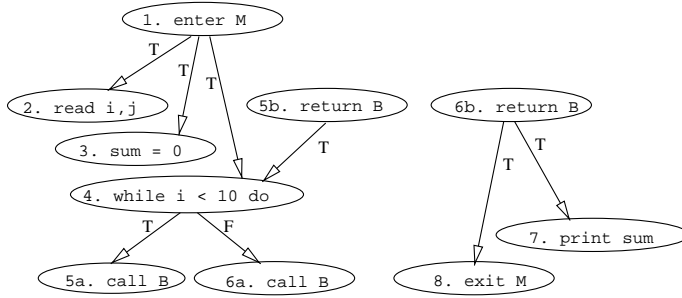 1. enter M
T
T
T
2. read i,j
5b. return B
6b. return B
3. sum = 0
T
T
T
4. while i < 10 do
T
F
7. print sum
5a. call B
6a. call B
8. exit M